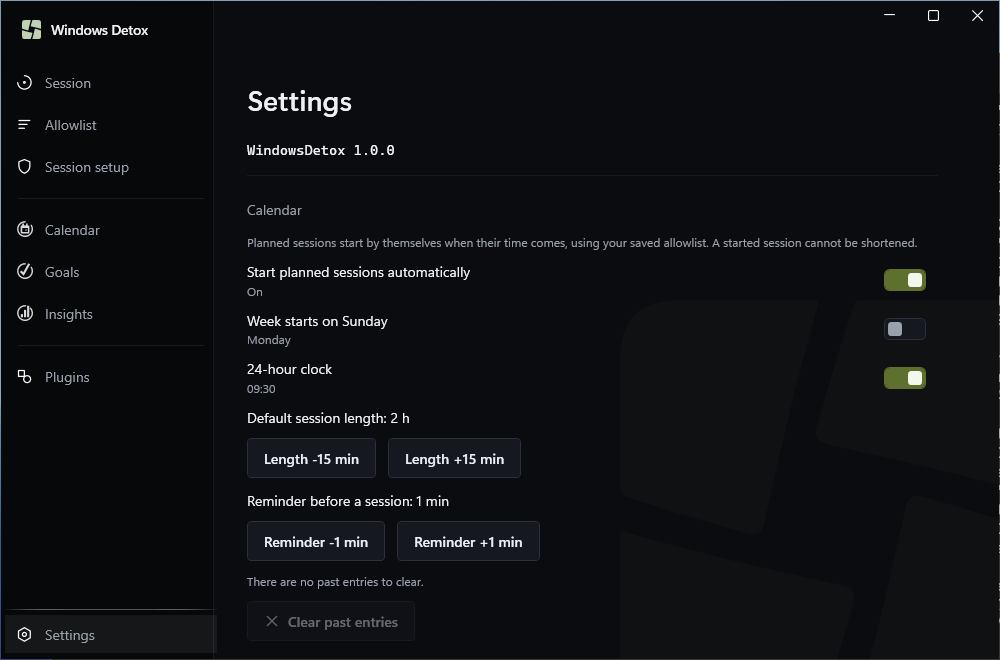 Windows Detox
Session
Allowlist
Session setup
Calendar
Goals
Insights
Plugins
Settings
Settings
WindowsDetox 1.0.0
Calendar
Planned sessions start by themselves when their time comes, using your saved allowlist. A started session cannot be shortened.
Start planned sessions automatically
On
Week starts on Sunday
Monday
24-hour clock
09:30
Default session length: 2 h
Length -15 min
Length +15 min
Reminder before a session: 1 min
Reminder -1 min
Reminder +1 min
There are no past entries to clear.
Clear past entries